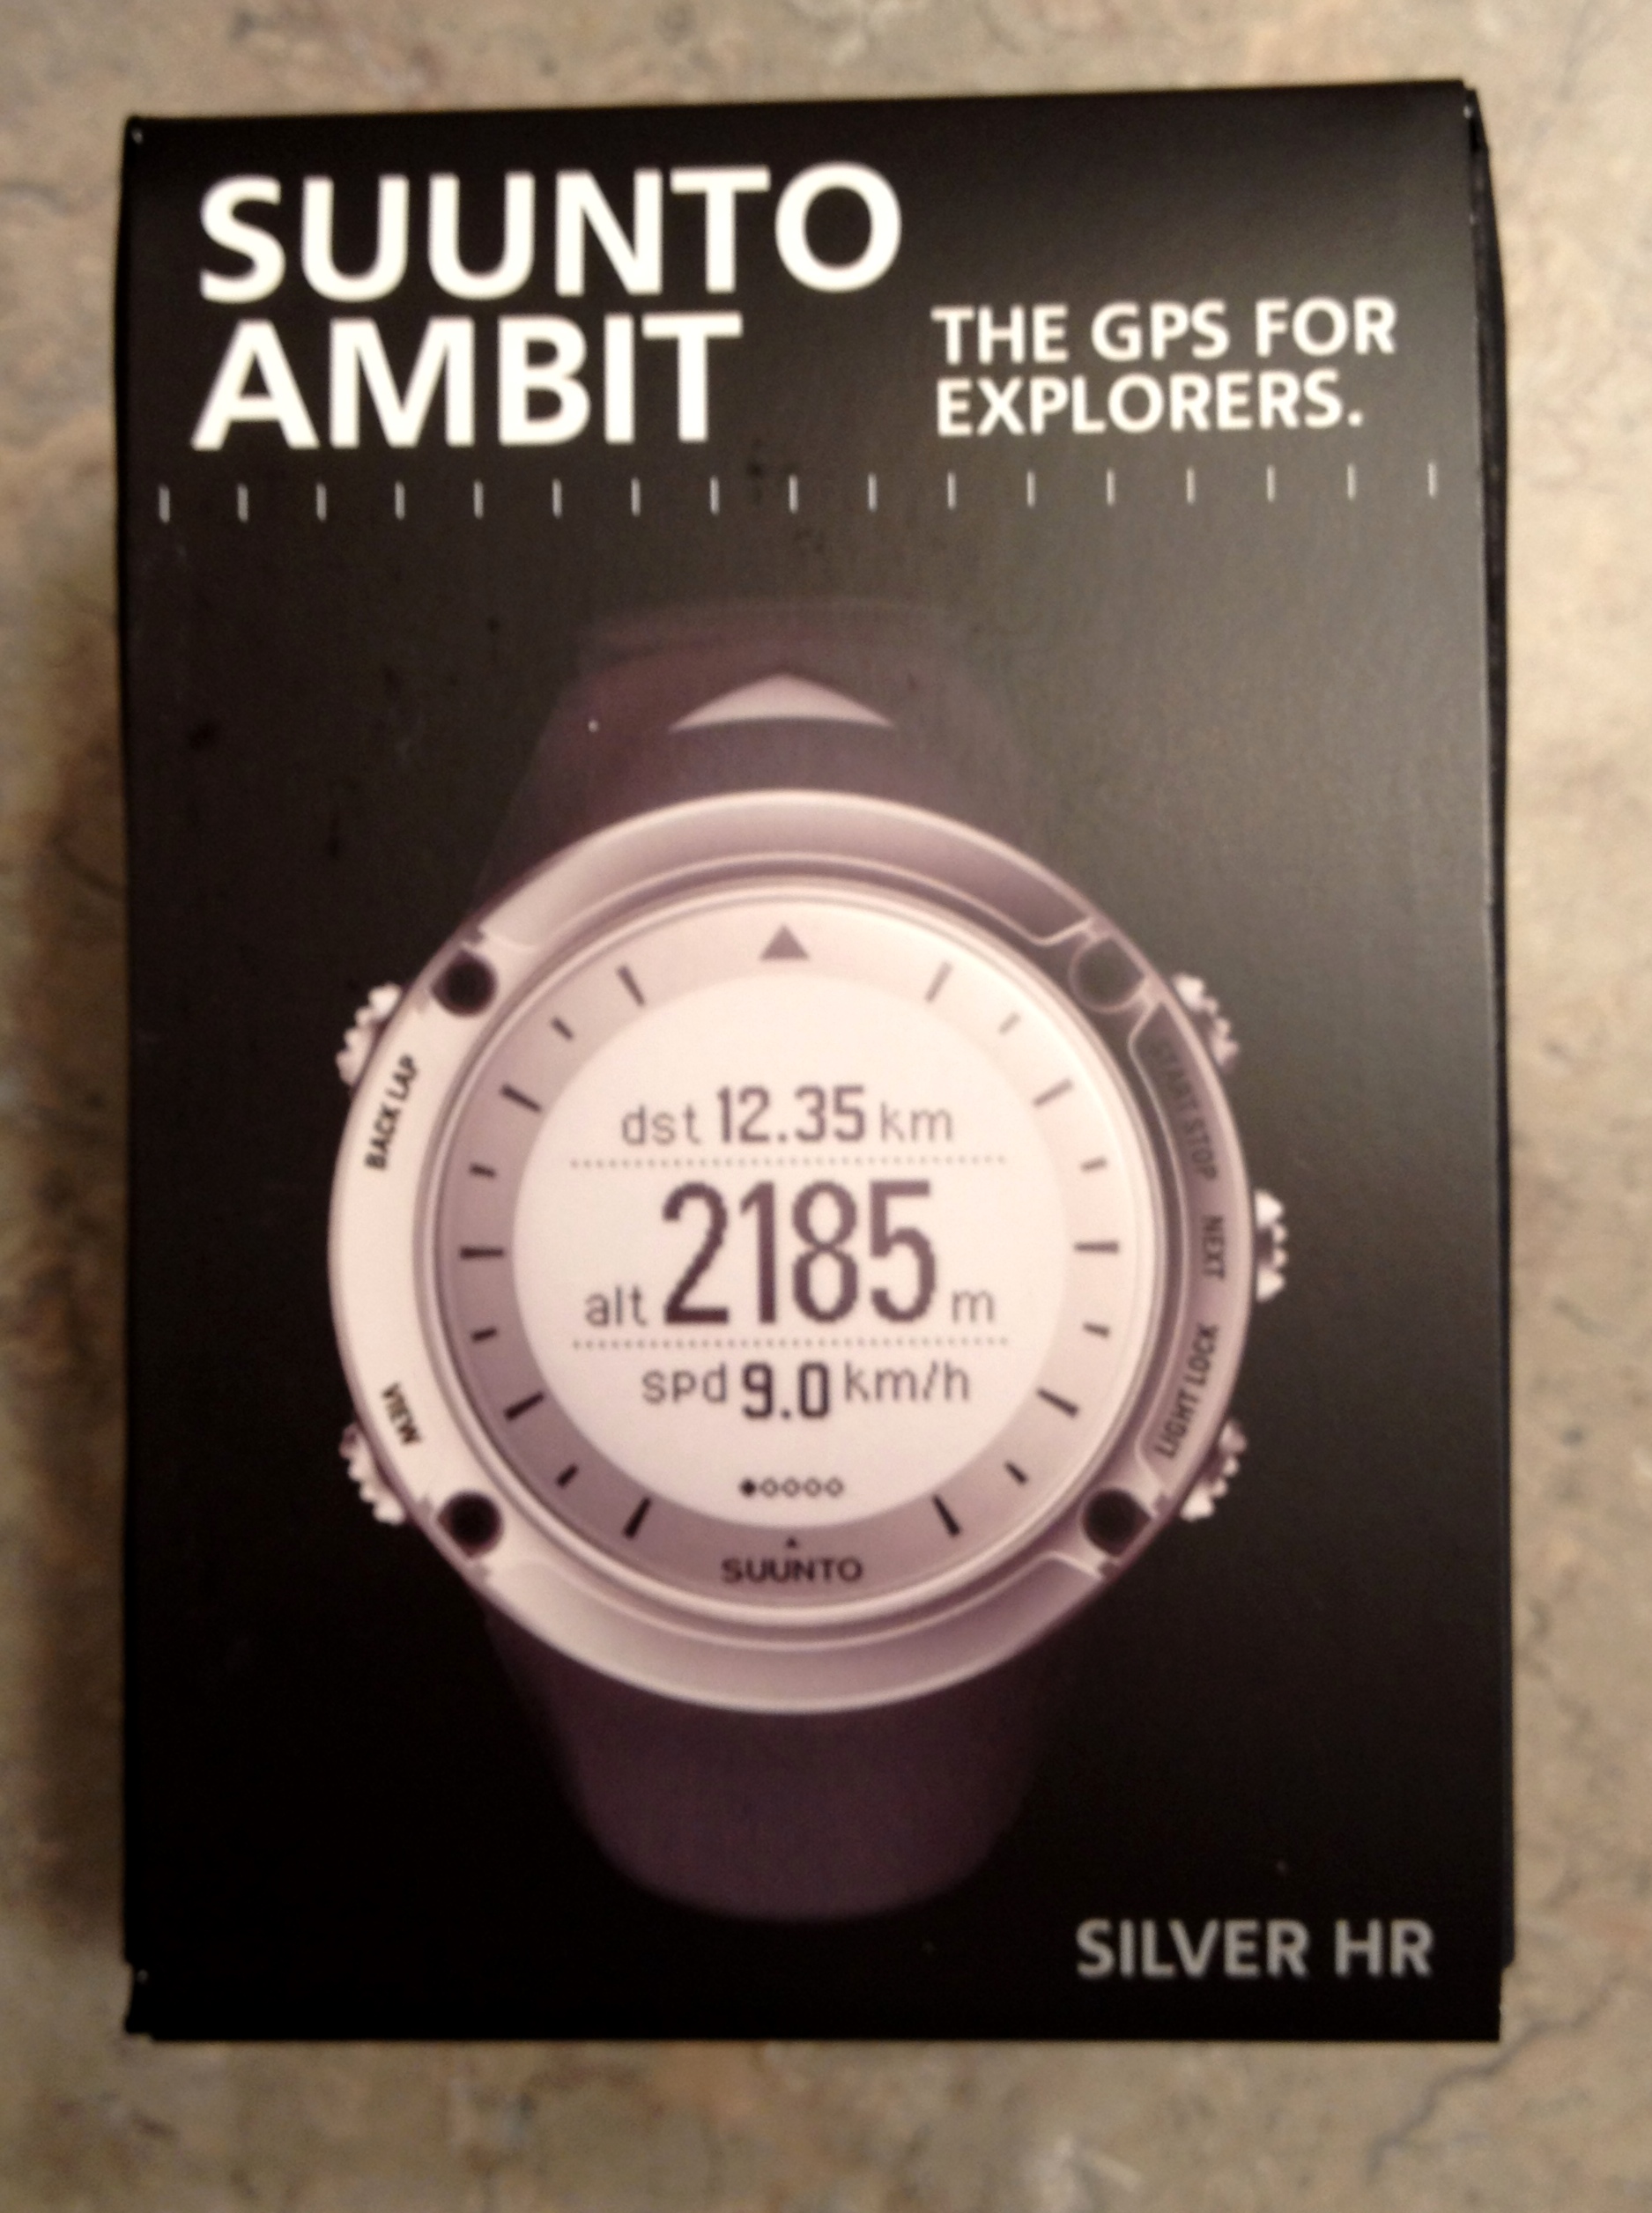 SUUNTO
AMBIT
THE GPS FOR
EXPLORERS.
BACK LAP
START STOP
dst 12.35 km
alt 2185 m
NEXT
spd 9.0 km/h
VIEW
LIGHT LOCK
SUUNTO
SILVER HR